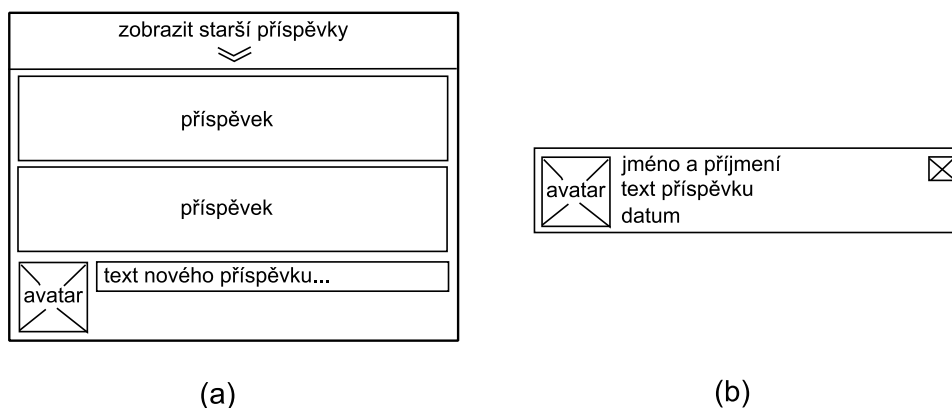 zobrazit starší příspěvky
příspěvek
příspěvek
avatar
text nového příspěvku...
(a)
avatar
jméno a příjmení
text příspěvku
datum
(b)